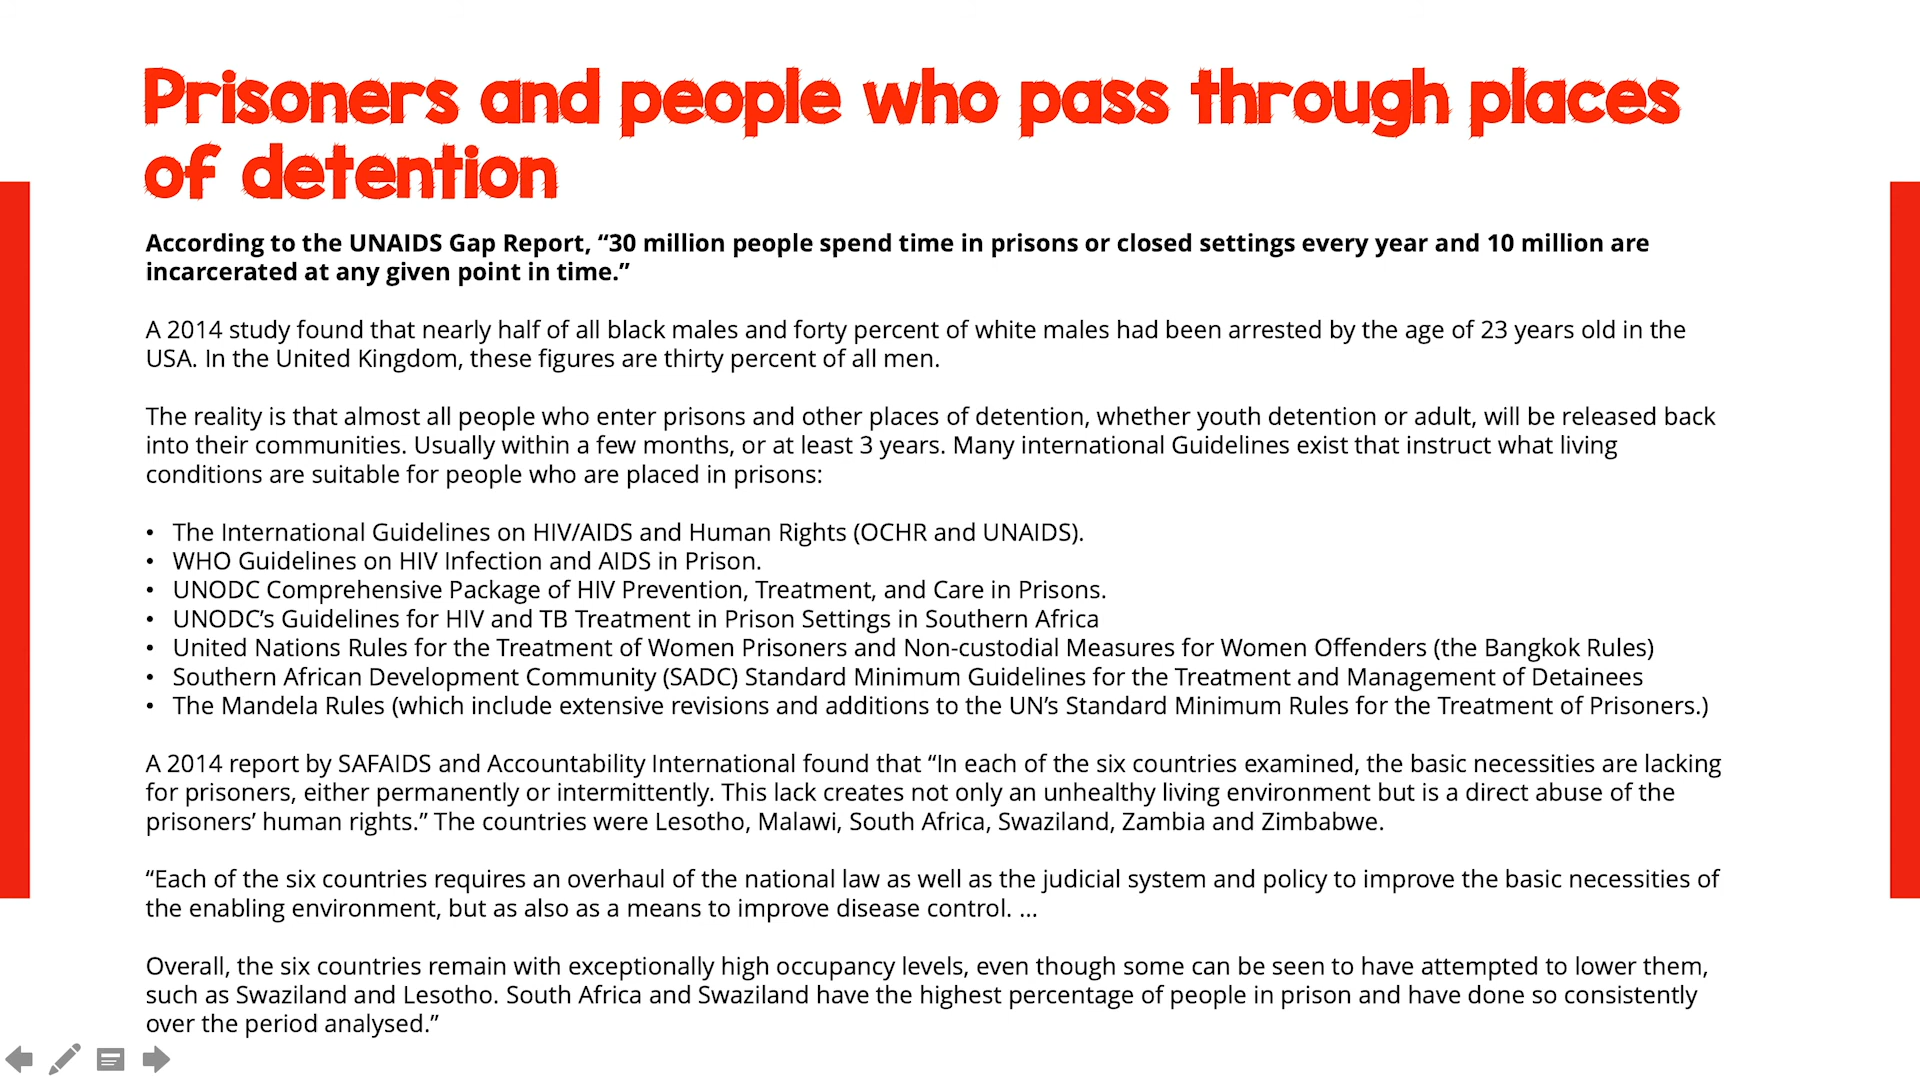 Prisoners and people who pass through places
of detention
According to the UNAIDS Gap Report, “30 million people spend time in prisons or closed settings every year and 10 million are
incarcerated at any given point in time.”
A 2014 study found that nearly half of all black males and forty percent of white males had been arrested by the age of 23 years old in the
USA. In the United Kingdom, these figures are thirty percent of all men.
The reality is that almost all people who enter prisons and other places of detention, whether youth detention or adult, will be released back
into their communities. Usually within a few months, or at least 3 years. Many international Guidelines exist that instruct what living
conditions are suitable for people who are placed in prisons:
• The International Guidelines on HIV/AIDS and Human Rights (OCHR and UNAIDS).
• WHO Guidelines on HIV Infection and AIDS in Prison.
• UNODC Comprehensive Package of HIV Prevention, Treatment, and Care in Prisons.
• UNODC’s Guidelines for HIV and TB Treatment in Prison Settings in Southern Africa
• United Nations Rules for the Treatment of Women Prisoners and Non-custodial Measures for Women Offenders (the Bangkok Rules)
• Southern African Development Community (SADC) Standard Minimum Guidelines for the Treatment and Management of Detainees
• The Mandela Rules (which include extensive revisions and additions to the UN’s Standard Minimum Rules for the Treatment of Prisoners.)
A 2014 report by SAFAIDS and Accountability International found that “In each of the six countries examined, the basic necessities are lacking
for prisoners, either permanently or intermittently. This lack creates not only an unhealthy living environment but is a direct abuse of the
prisoners’ human rights.” The countries were Lesotho, Malawi, South Africa, Swaziland, Zambia and Zimbabwe.
“Each of the six countries requires an overhaul of the national law as well as the judicial system and policy to improve the basic necessities of
the enabling environment, but as also as a means to improve disease control. ...
Overall, the six countries remain with exceptionally high occupancy levels, even though some can be seen to have attempted to lower them,
such as Swaziland and Lesotho. South Africa and Swaziland have the highest percentage of people in prison and have done so consistently
over the period analysed.”